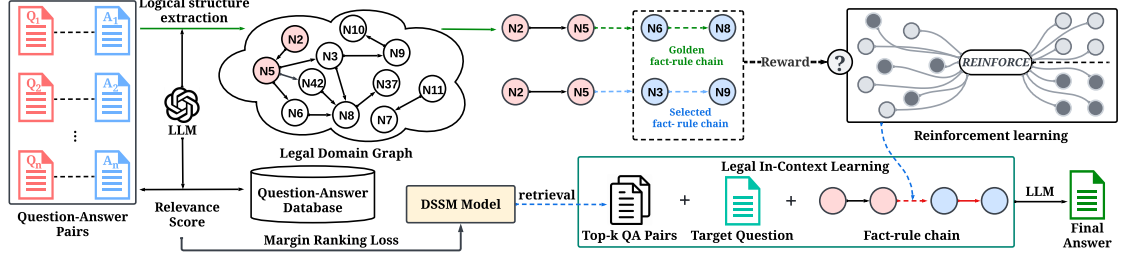 Logical structure
extraction
Q1
A1
Q2
A2
⋮
Qn
An
Question-Answer
Pairs
LLM
Relevance
Score
Margin Ranking Loss
N10
N2
N3
N9
N5
N42
N37
N11
N6
N8
N7
Legal Domain Graph
Question-Answer
Database
DSSM Model
retrieval
N2
N5
N6
N8
Golden
fact-rule chain
N2
N5
N3
N9
Selected
fact- rule chain
Reward
?
REINFORCE
Reinforcement learning
Legal In-Context Learning
Top-k QA Pairs
+
Target Question
+
Fact-rule chain
LLM
Final
Answer